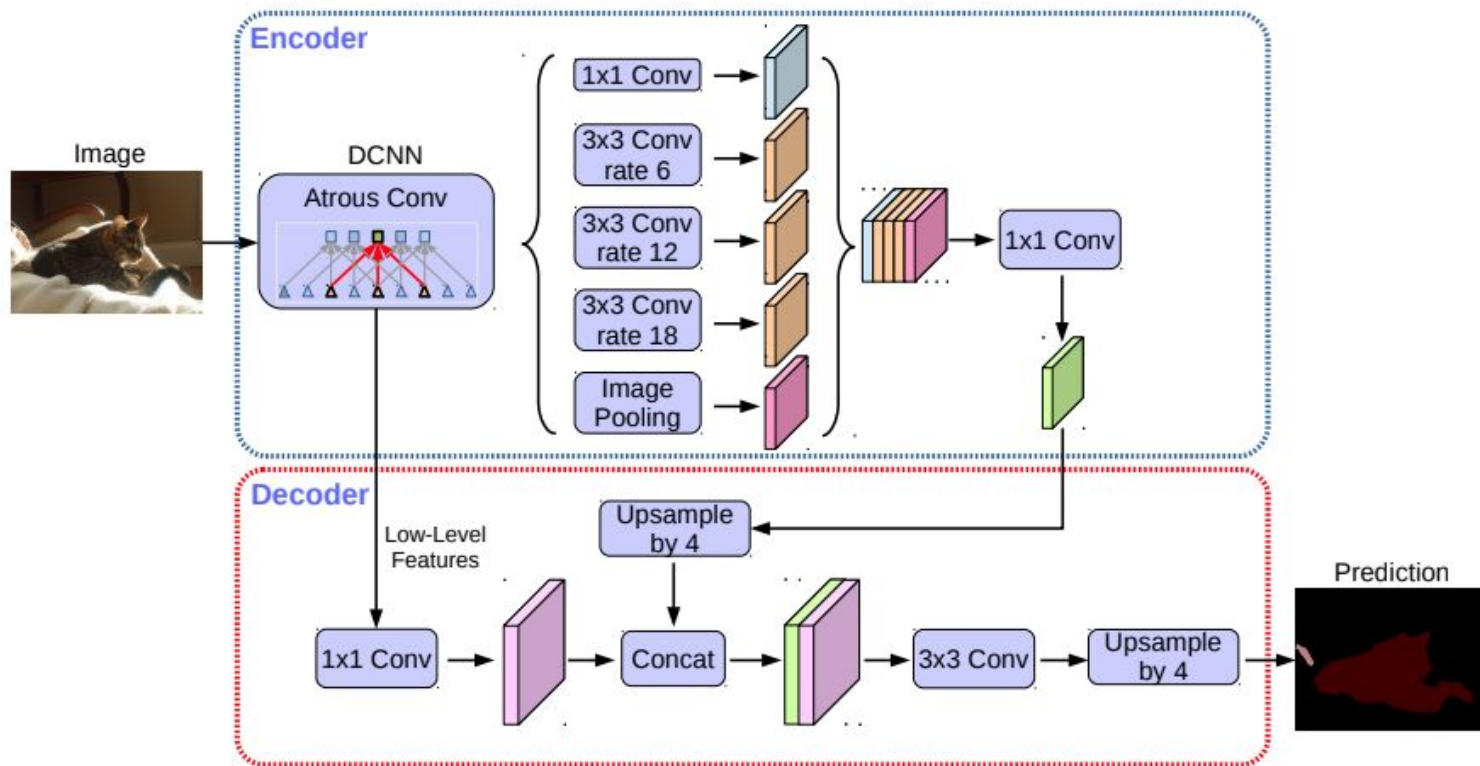 Encoder
Image
DCNN
Atrous Conv
1x1 Conv
3x3 Conv
rate 6
3x3 Conv
rate 12
3x3 Conv
rate 18
Image
Pooling
1x1 Conv
Decoder
Low-Level
Features
Upsample
by 4
1x1 Conv
Concat
3x3 Conv
Upsample
by 4
Prediction